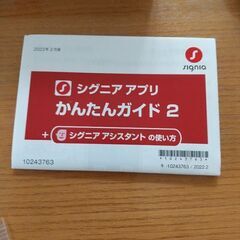 2022年2月版
signia
シグニア アプリ
かんたんガイド 2
+ シグニア アシスタント の使い方
10243763
*10243763*
キ·10243763 / 2022.2